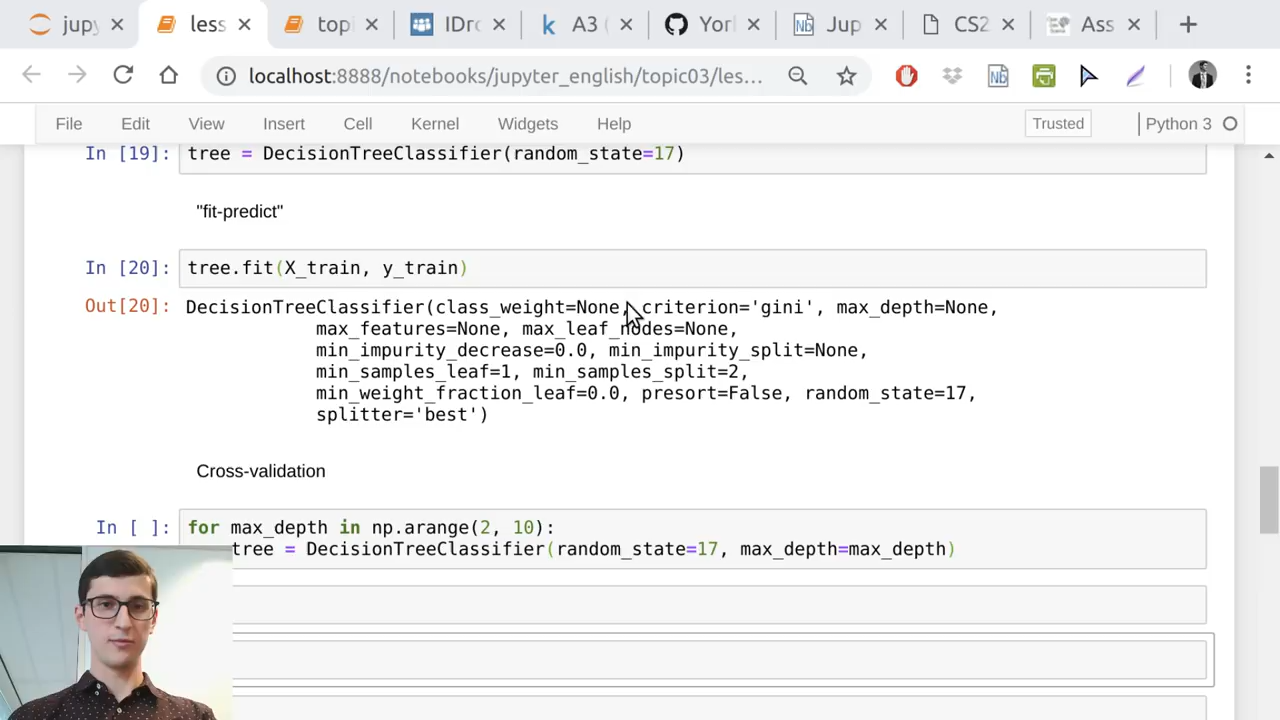 jupy
less
top
IDro
A3 (
York
Jup
CS2
Ass
localhost:8888/notebooks/jupyter_english/topic03/les...
File Edit View Insert Cell Kernel Widgets Help Trusted Python 3
In [19]: tree = DecisionTreeClassifier(random_state=17)
"fit-predict"
In [20]: tree.fit(X_train, y_train)
Out[20]: DecisionTreeClassifier(class_weight=None, criterion='gini', max_depth=None,
max_features=None, max_leaf_nodes=None,
min_impurity_decrease=0.0, min_impurity_split=None,
min_samples_leaf=1, min_samples_split=2,
min_weight_fraction_leaf=0.0, presort=False, random_state=17,
splitter='best')
Cross-validation
In [ ]: for max_depth in np.arange(2, 10):
tree = DecisionTreeClassifier(random_state=17, max_depth=max_depth)